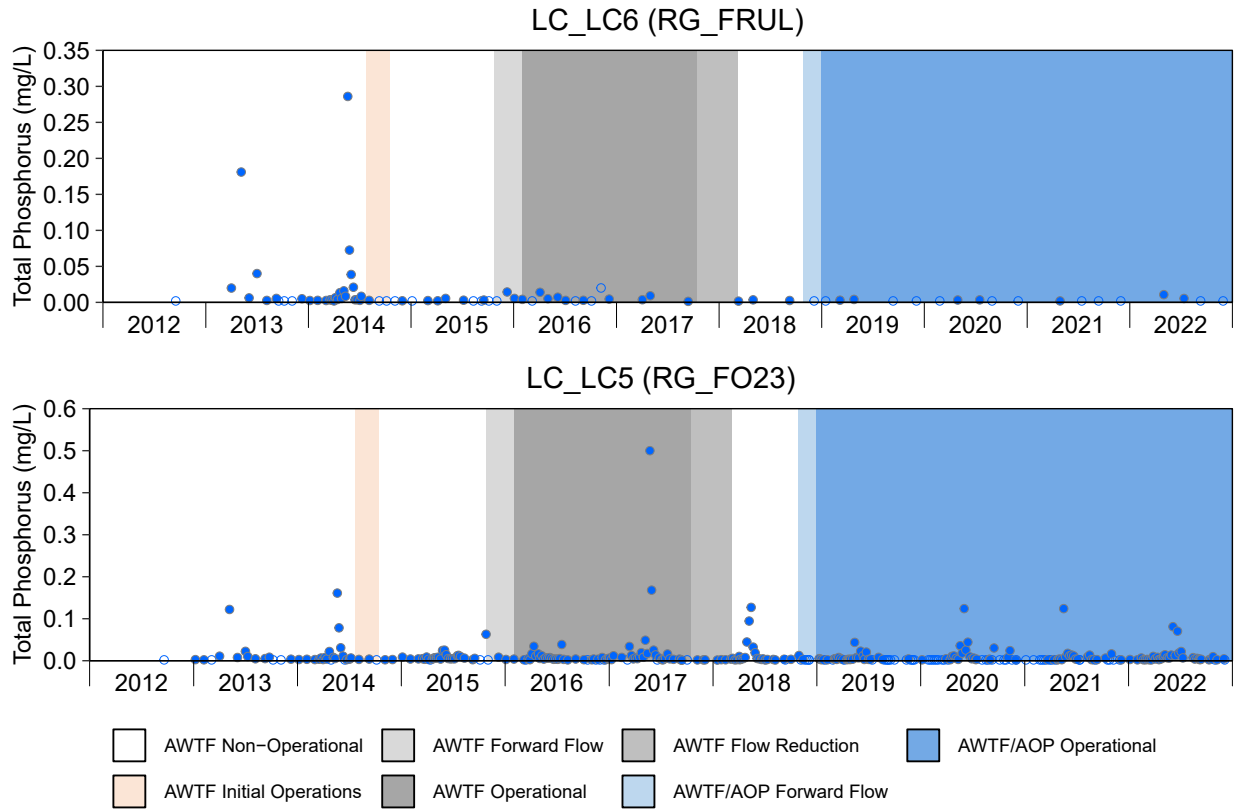 LC_LC6 (RG_FRUL)
Total Phosphorus (mg/L)
0.35
0.30
0.25
0.20
0.15
0.10
0.05
0.00
2012 2013 2014 2015 2016 2017 2018 2019 2020 2021 2022
LC_LC5 (RG_FO23)
Total Phosphorus (mg/L)
0.6
0.5
0.4
0.3
0.2
0.1
0.0
2012 2013 2014 2015 2016 2017 2018 2019 2020 2021 2022
AWTF Non−Operational AWTF Forward Flow AWTF Flow Reduction AWTF/AOP Operational
AWTF Initial Operations AWTF Operational AWTF/AOP Forward Flow